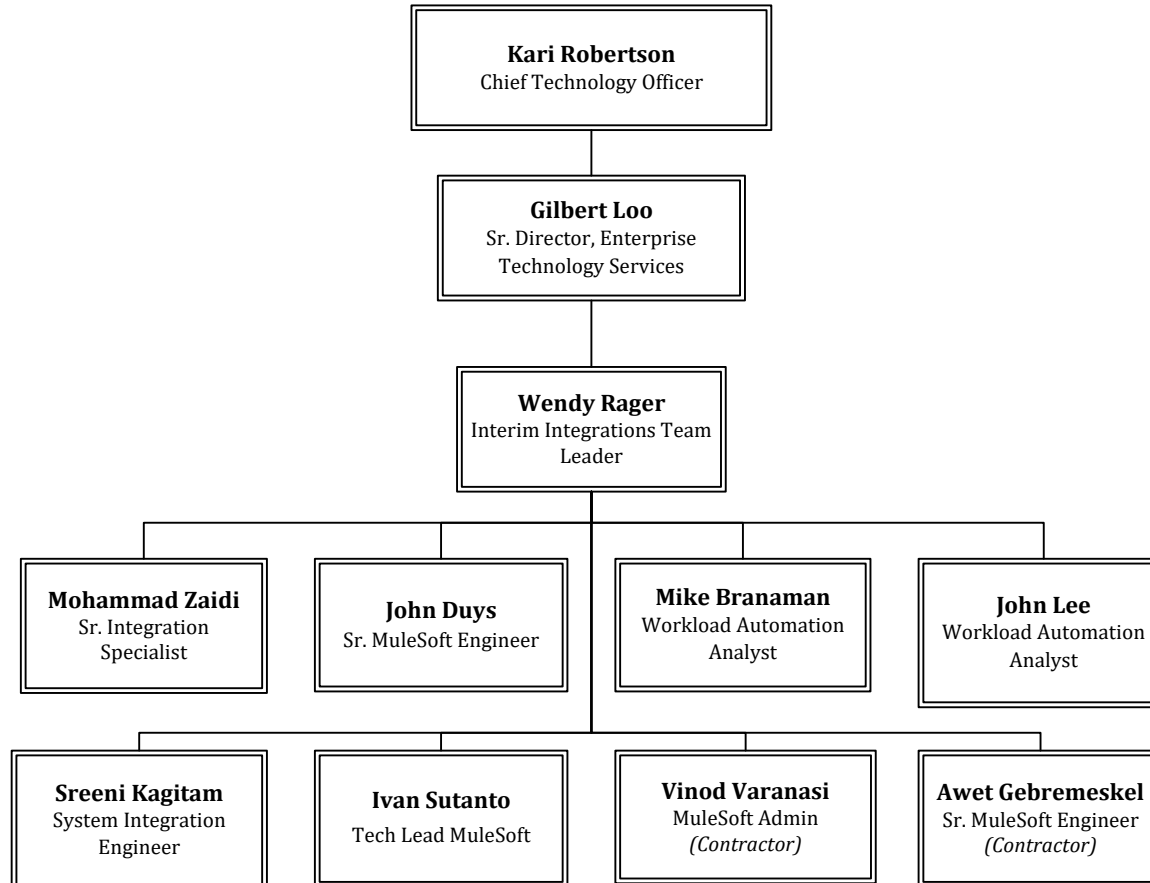 Kari Robertson
Chief Technology Officer
Gilbert Loo
Sr. Director, Enterprise
Technology Services
Wendy Rager
Interim Integrations Team
Leader
Mohammad Zaidi
Sr. Integration
Specialist
John Duys
Sr. MuleSoft Engineer
Mike Branaman
Workload Automation
Analyst
John Lee
Workload Automation
Analyst
Sreeni Kagitam
System Integration
Engineer
Ivan Sutanto
Tech Lead MuleSoft
Vinod Varanasi
MuleSoft Admin
(Contractor)
Awet Gebremeskel
Sr. MuleSoft Engineer
(Contractor)